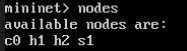 mininet> nodes
available nodes are:
c0 h1 h2 s1